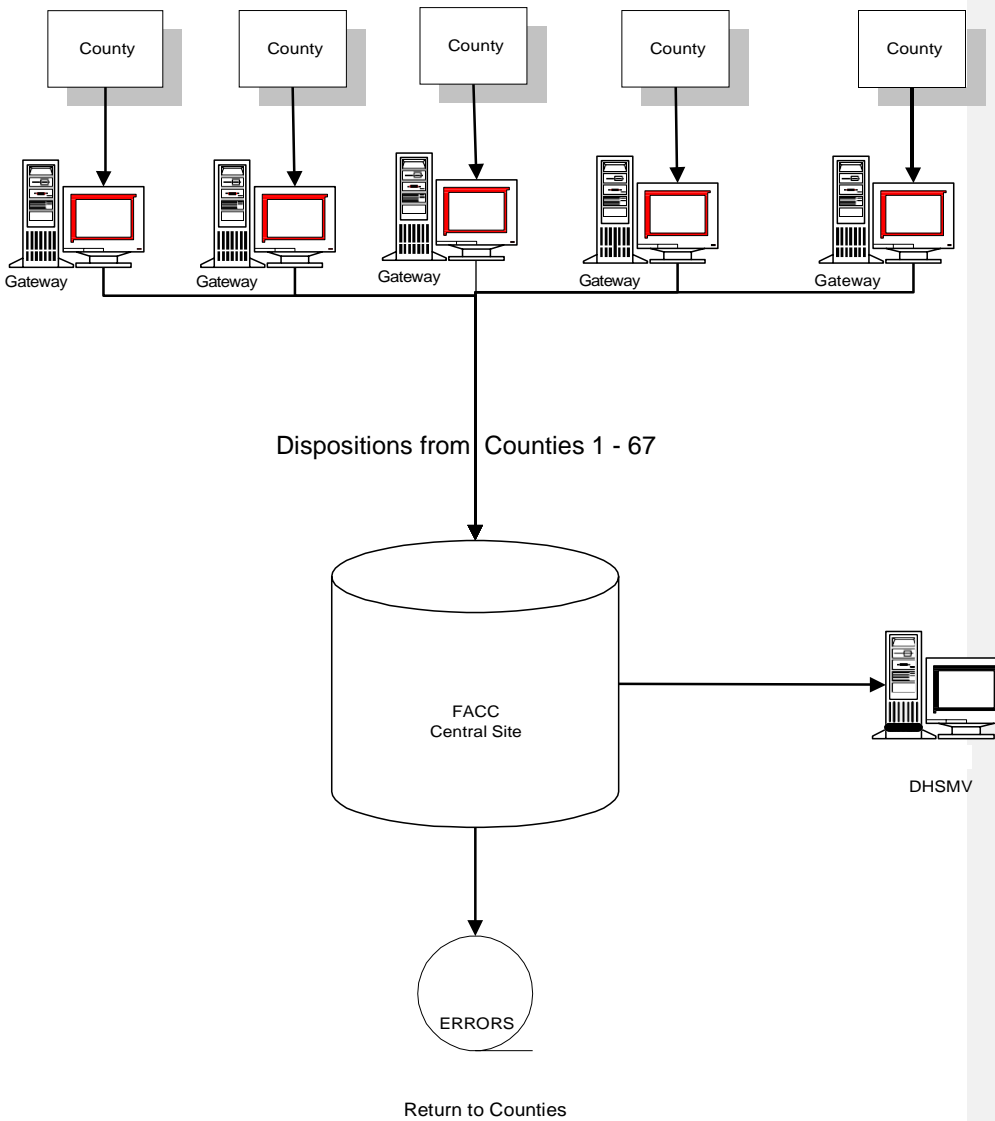 County
County
County
County
County
Gateway
Gateway
Gateway
Gateway
Gateway
Dispositions from Counties 1 - 67
FACC
Central Site
DHSMV
ERRORS
Return to Counties